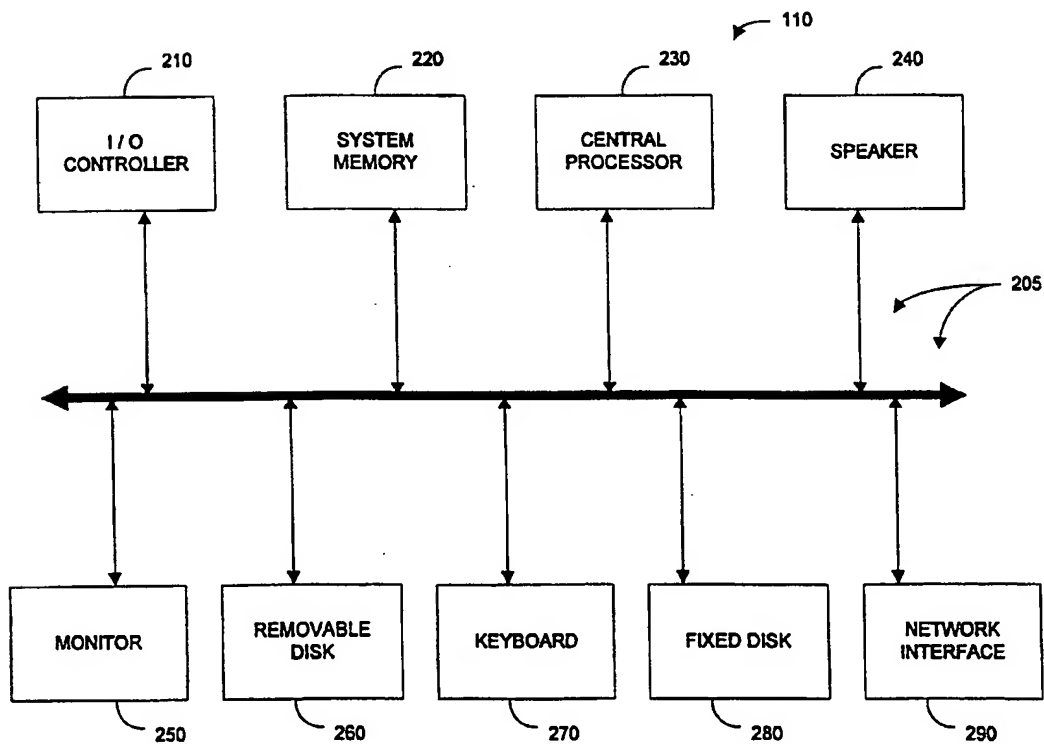 110
210
220
230
240
I / O
CONTROLLER
SYSTEM
MEMORY
CENTRAL
PROCESSOR
SPEAKER
205
MONITOR
REMOVABLE
DISK
KEYBOARD
FIXED DISK
NETWORK
INTERFACE
250
260
270
280
290